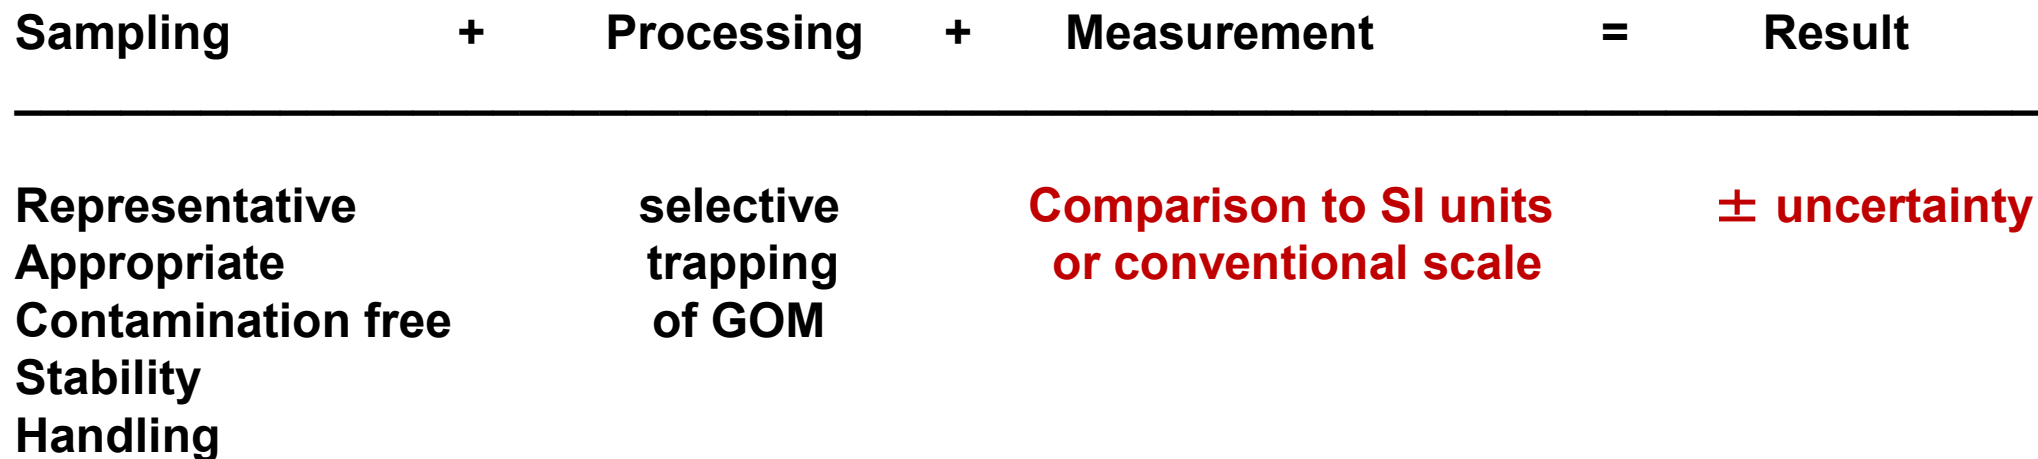 Sampling + Processing + Measurement = Result
Representative selective Comparison to SI units ± uncertainty
Appropriate trapping or conventional scale
Contamination free of GOM
Stability
Handling